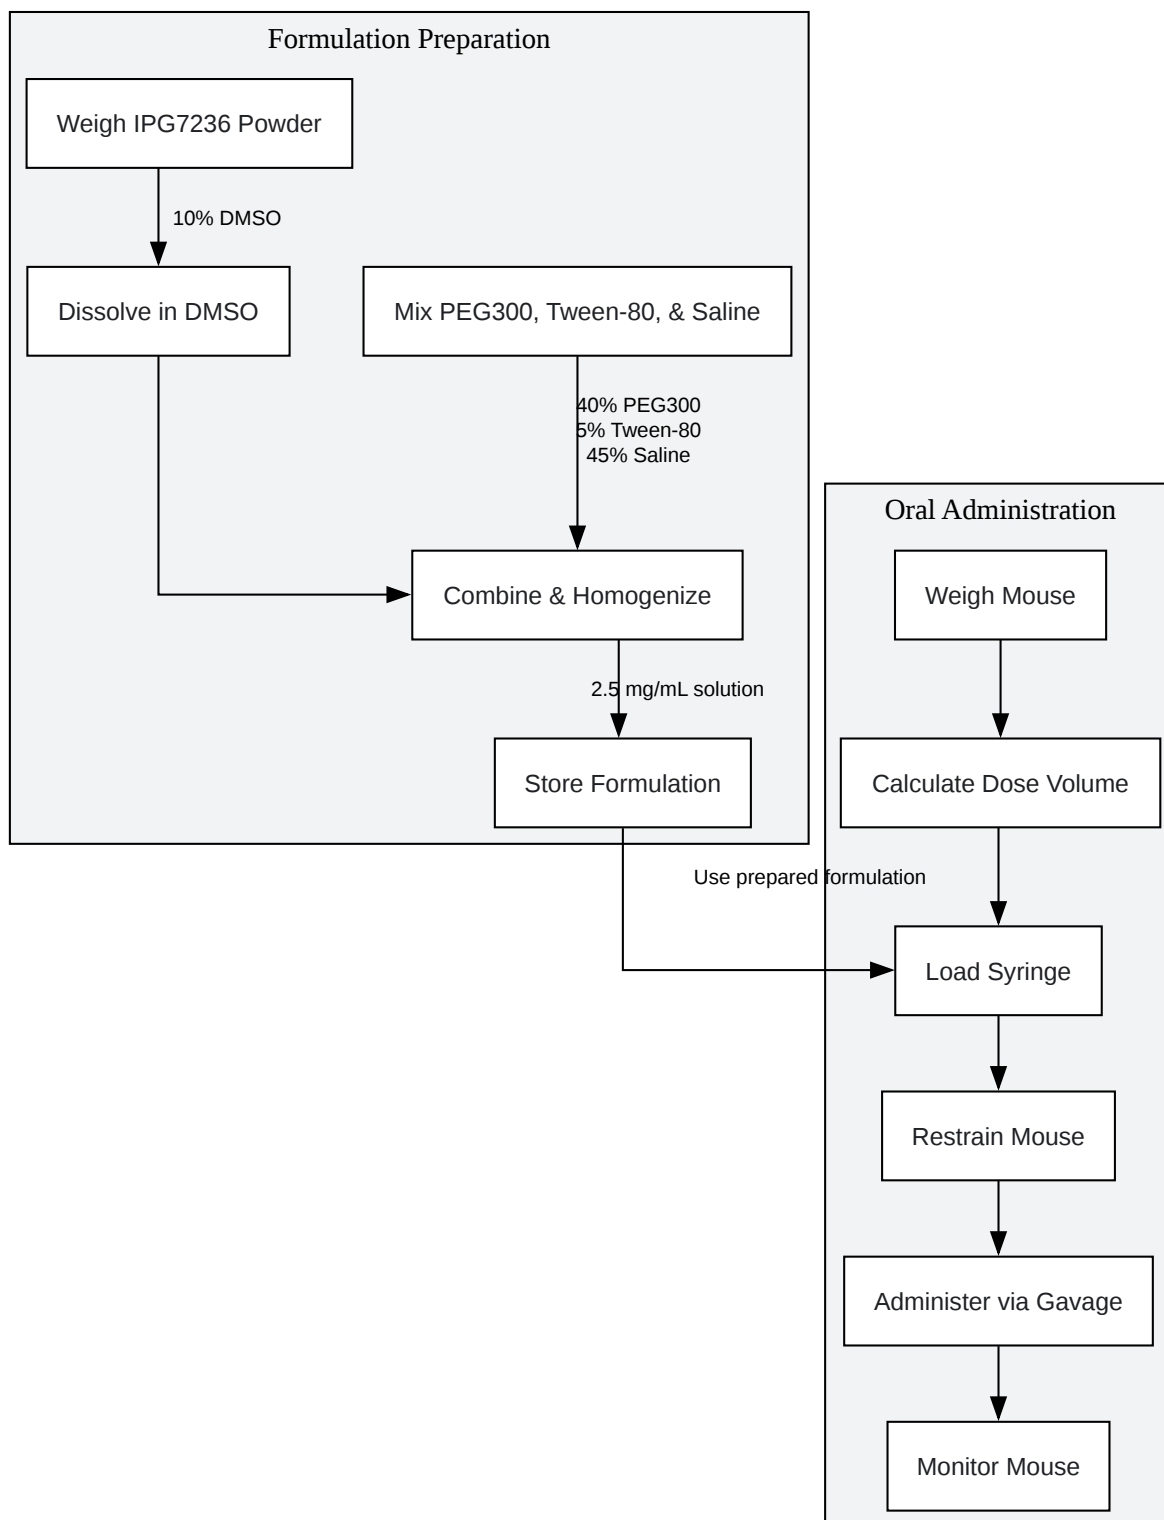 Formulation Preparation
Weigh IPG7236 Powder
10% DMSO
Dissolve in DMSO
Mix PEG300, Tween-80, & Saline
40% PEG300
5% Tween-80
45% Saline
Combine & Homogenize
2.5 mg/mL solution
Store Formulation
Use prepared formulation
Oral Administration
Weigh Mouse
Calculate Dose Volume
Load Syringe
Restrain Mouse
Administer via Gavage
Monitor Mouse